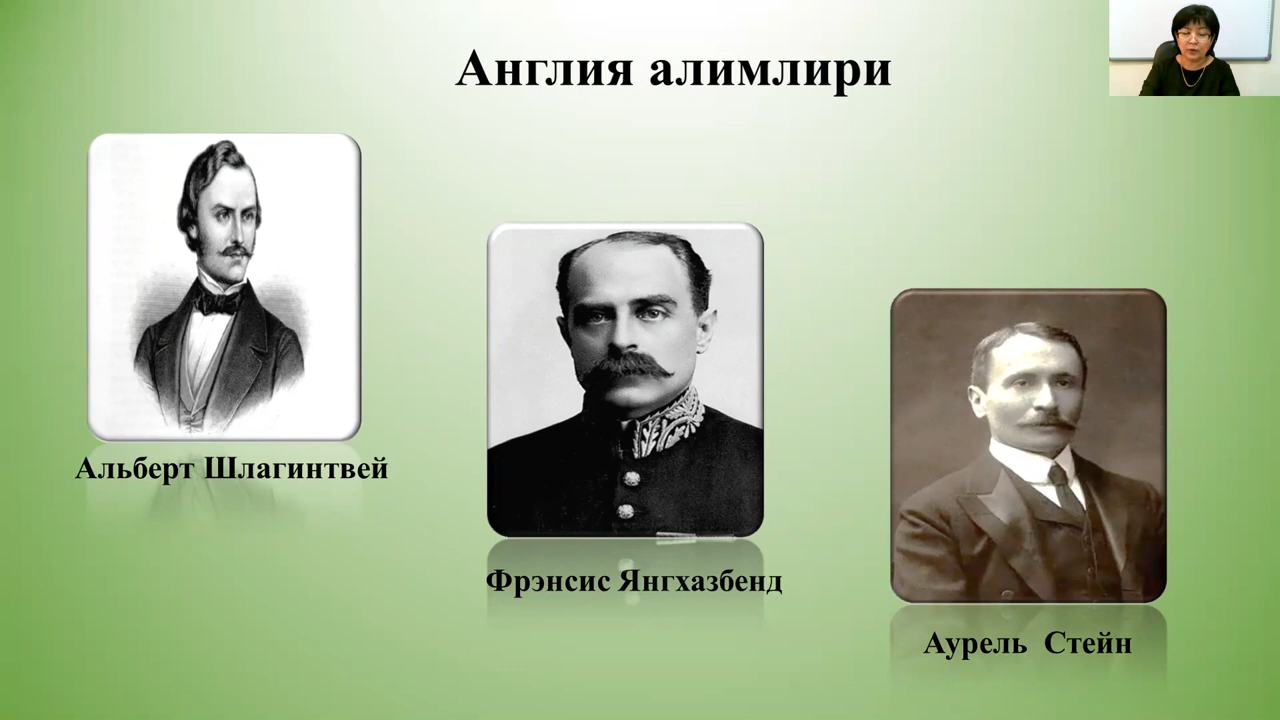 Англия алимлири
Альберт Шлагинтвей
Фрэнсис Янгхазбенд
Аурель Стейн